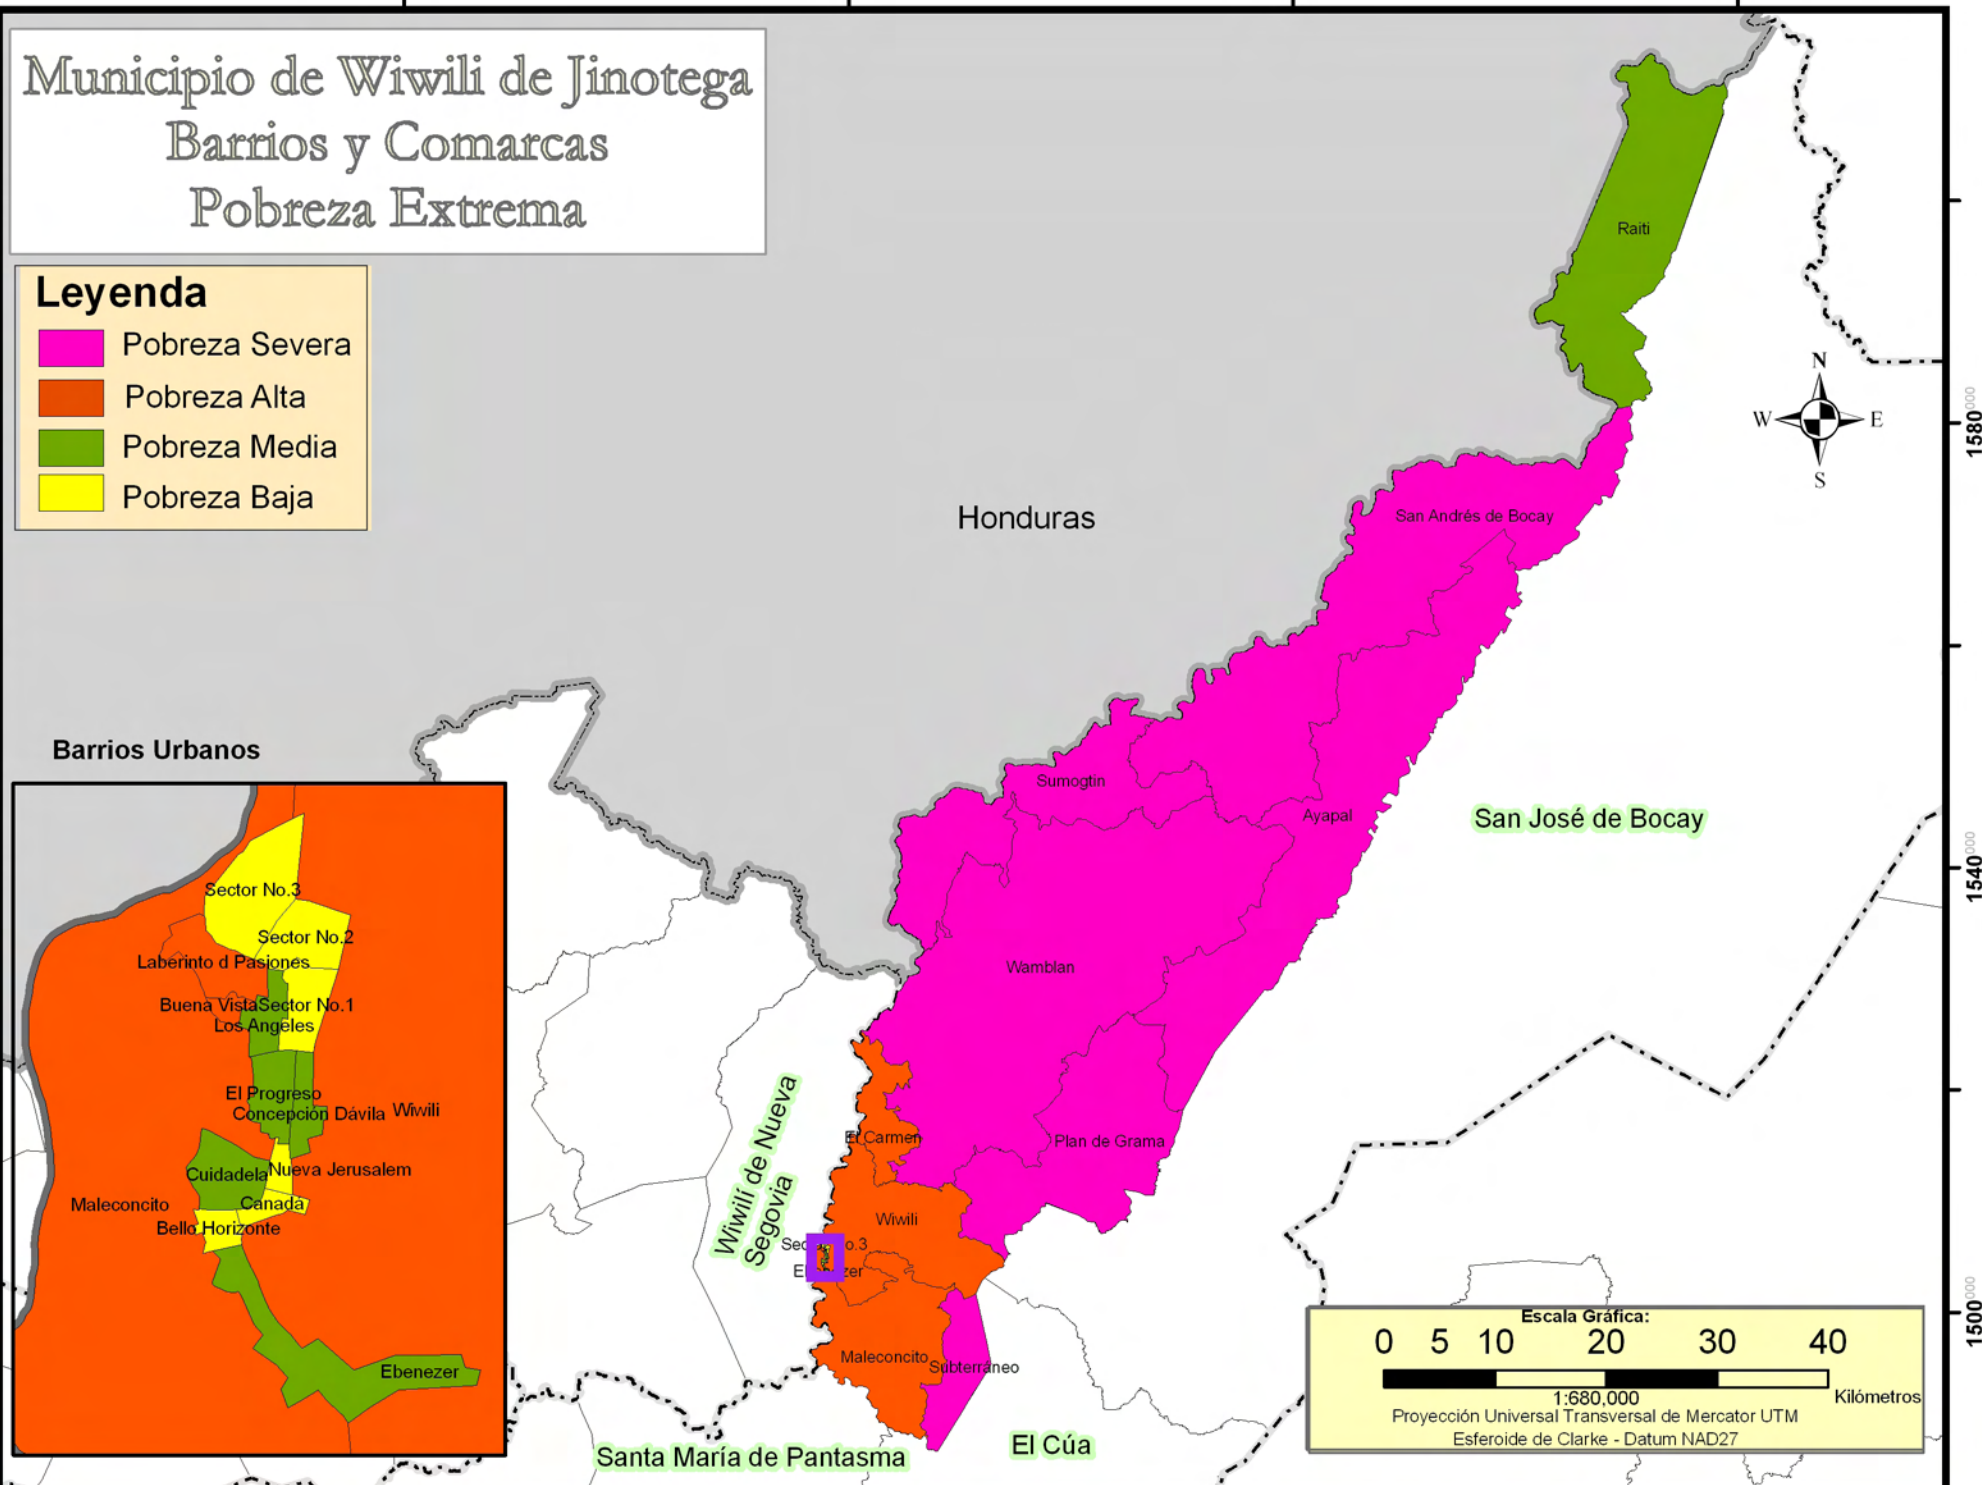 Municipio de Wiwili de Jinotega
Barrios y Comarcas
Pobreza Extrema
Leyenda
Pobreza Severa
Pobreza Alta
Pobreza Media
Pobreza Baja
Raiti
N
W
E
S
1580000
San Andrés de Bocay
Honduras
Barrios Urbanos
Sumogtin
Ayapal
San José de Bocay
1540000
Wamblan
Sector No.3
Sector No.2
Laberinto d Pasiones
Buena Vista
Sector No.1
Los Angeles
El Progreso
Concepción Dávila
Wiwili
Cuidadela
Nueva Jerusalem
Maleconcito
Canada
Bello Horizonte
Ebenezer
Wiwilí de Nueva
Segovia
El Carmen
Plan de Grama
Wiwili
Maleconcito
Subterráneo
Santa María de Pantasma
El Cúa
1500000
Escala Gráfica:
0 5 10 20 30 40
1:680,000
Kilómetros
Proyección Universal Transversal de Mercator UTM
Esferoide de Clarke - Datum NAD27